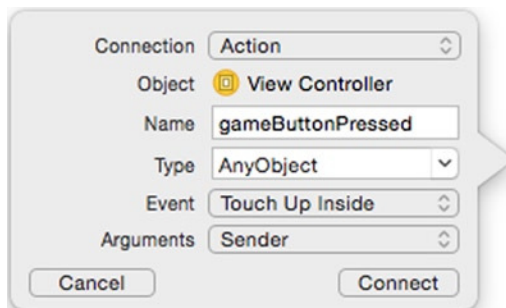 Connection Action
Object View Controller
Name gameButtonPressed
Type AnyObject
Event Touch Up Inside
Arguments Sender
Cancel Connect